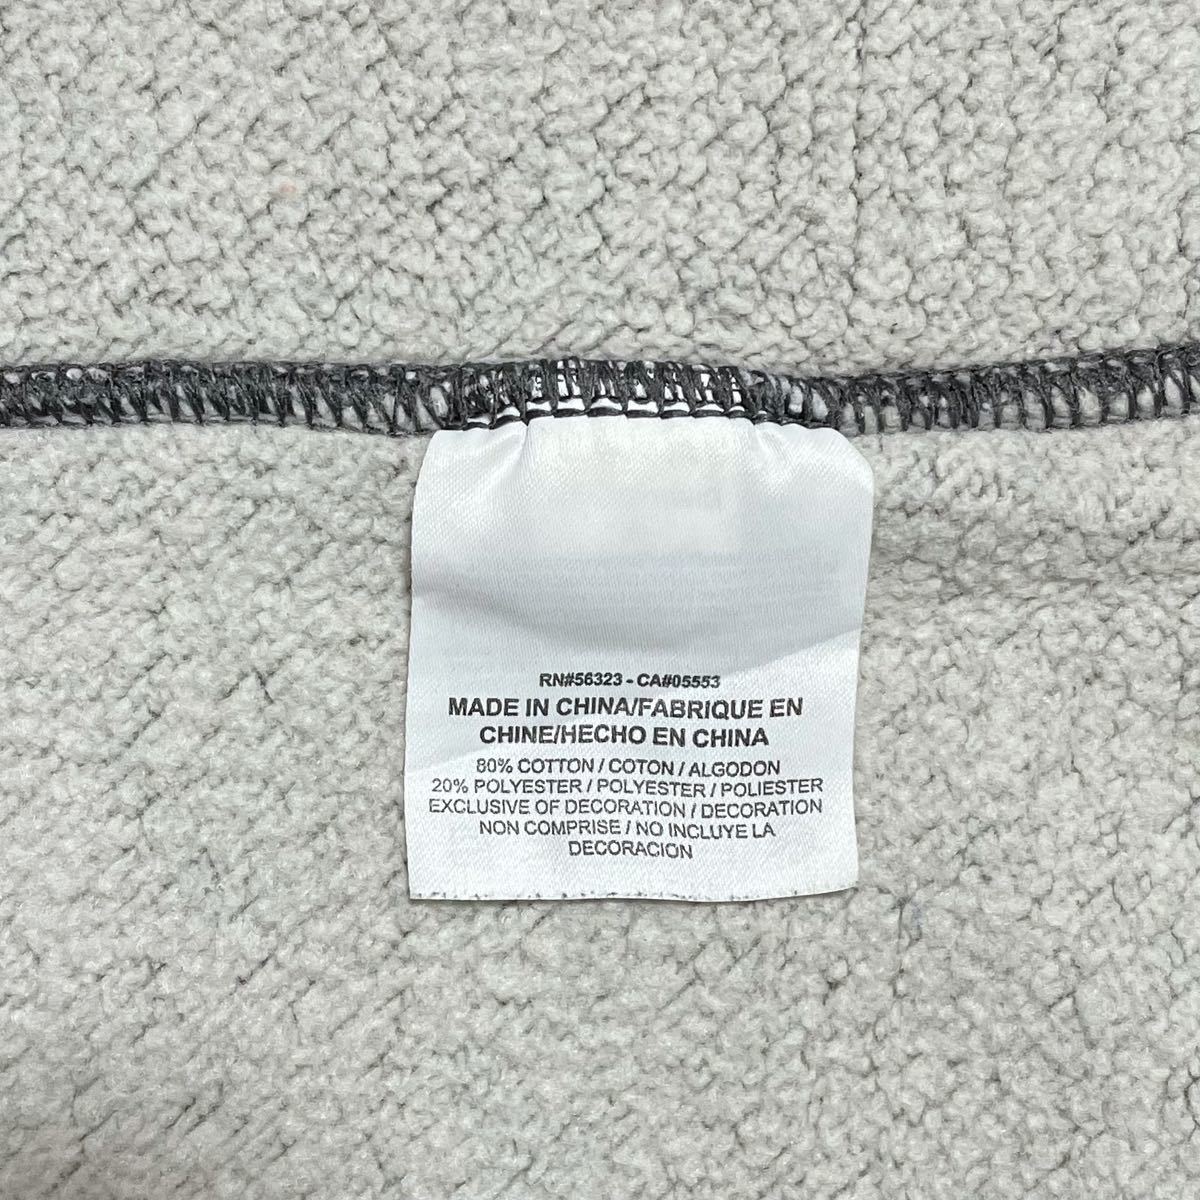 RN#56323 - CA#05553
MADE IN CHINA/FABRIQUE EN
CHINE/HECHO EN CHINA
80% COTTON / COTON / ALGODON
20% POLYESTER / POLYESTER / POLIESTER
EXCLUSIVE OF DECORATION / DECORATION
NON COMPRISE / NO INCLUYE LA
DECORACION